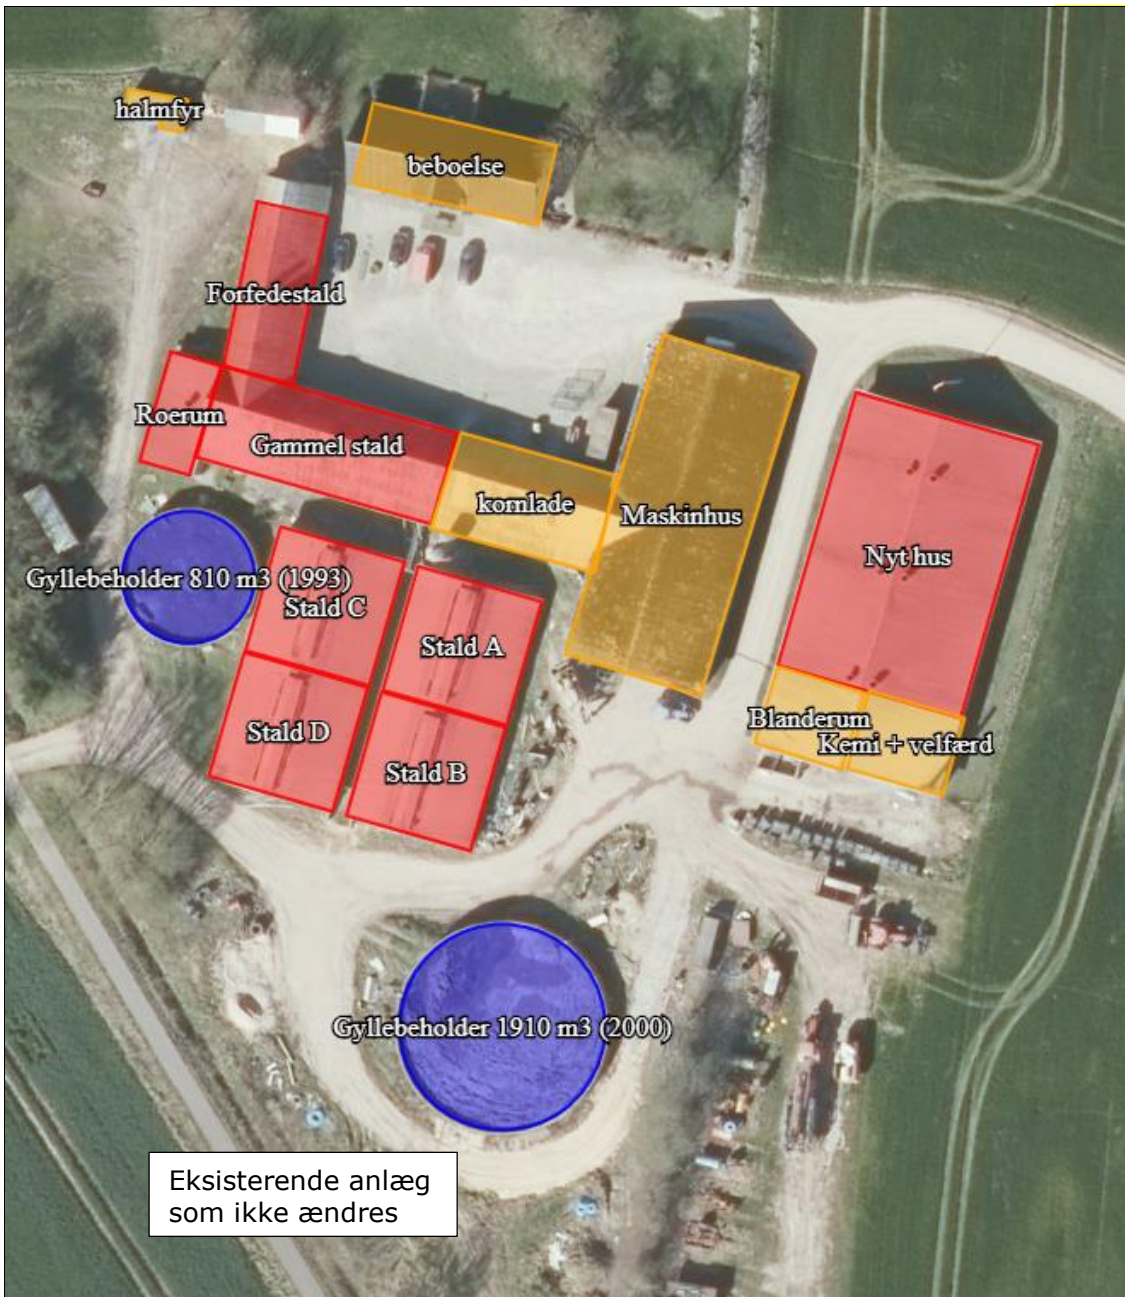 halmfyr
beboelse
Forfedestald
Roerum
Gammel stald
kornlade
Maskinhus
Nyt hus
Gyllebeholder 810 m3 (1993)
Stald C
Stald A
Stald D
Stald B
Blanderum
Kemi + velfærd
Gyllebeholder 1910 m3 (2000)
Eksisterende anlæg
som ikke ændres